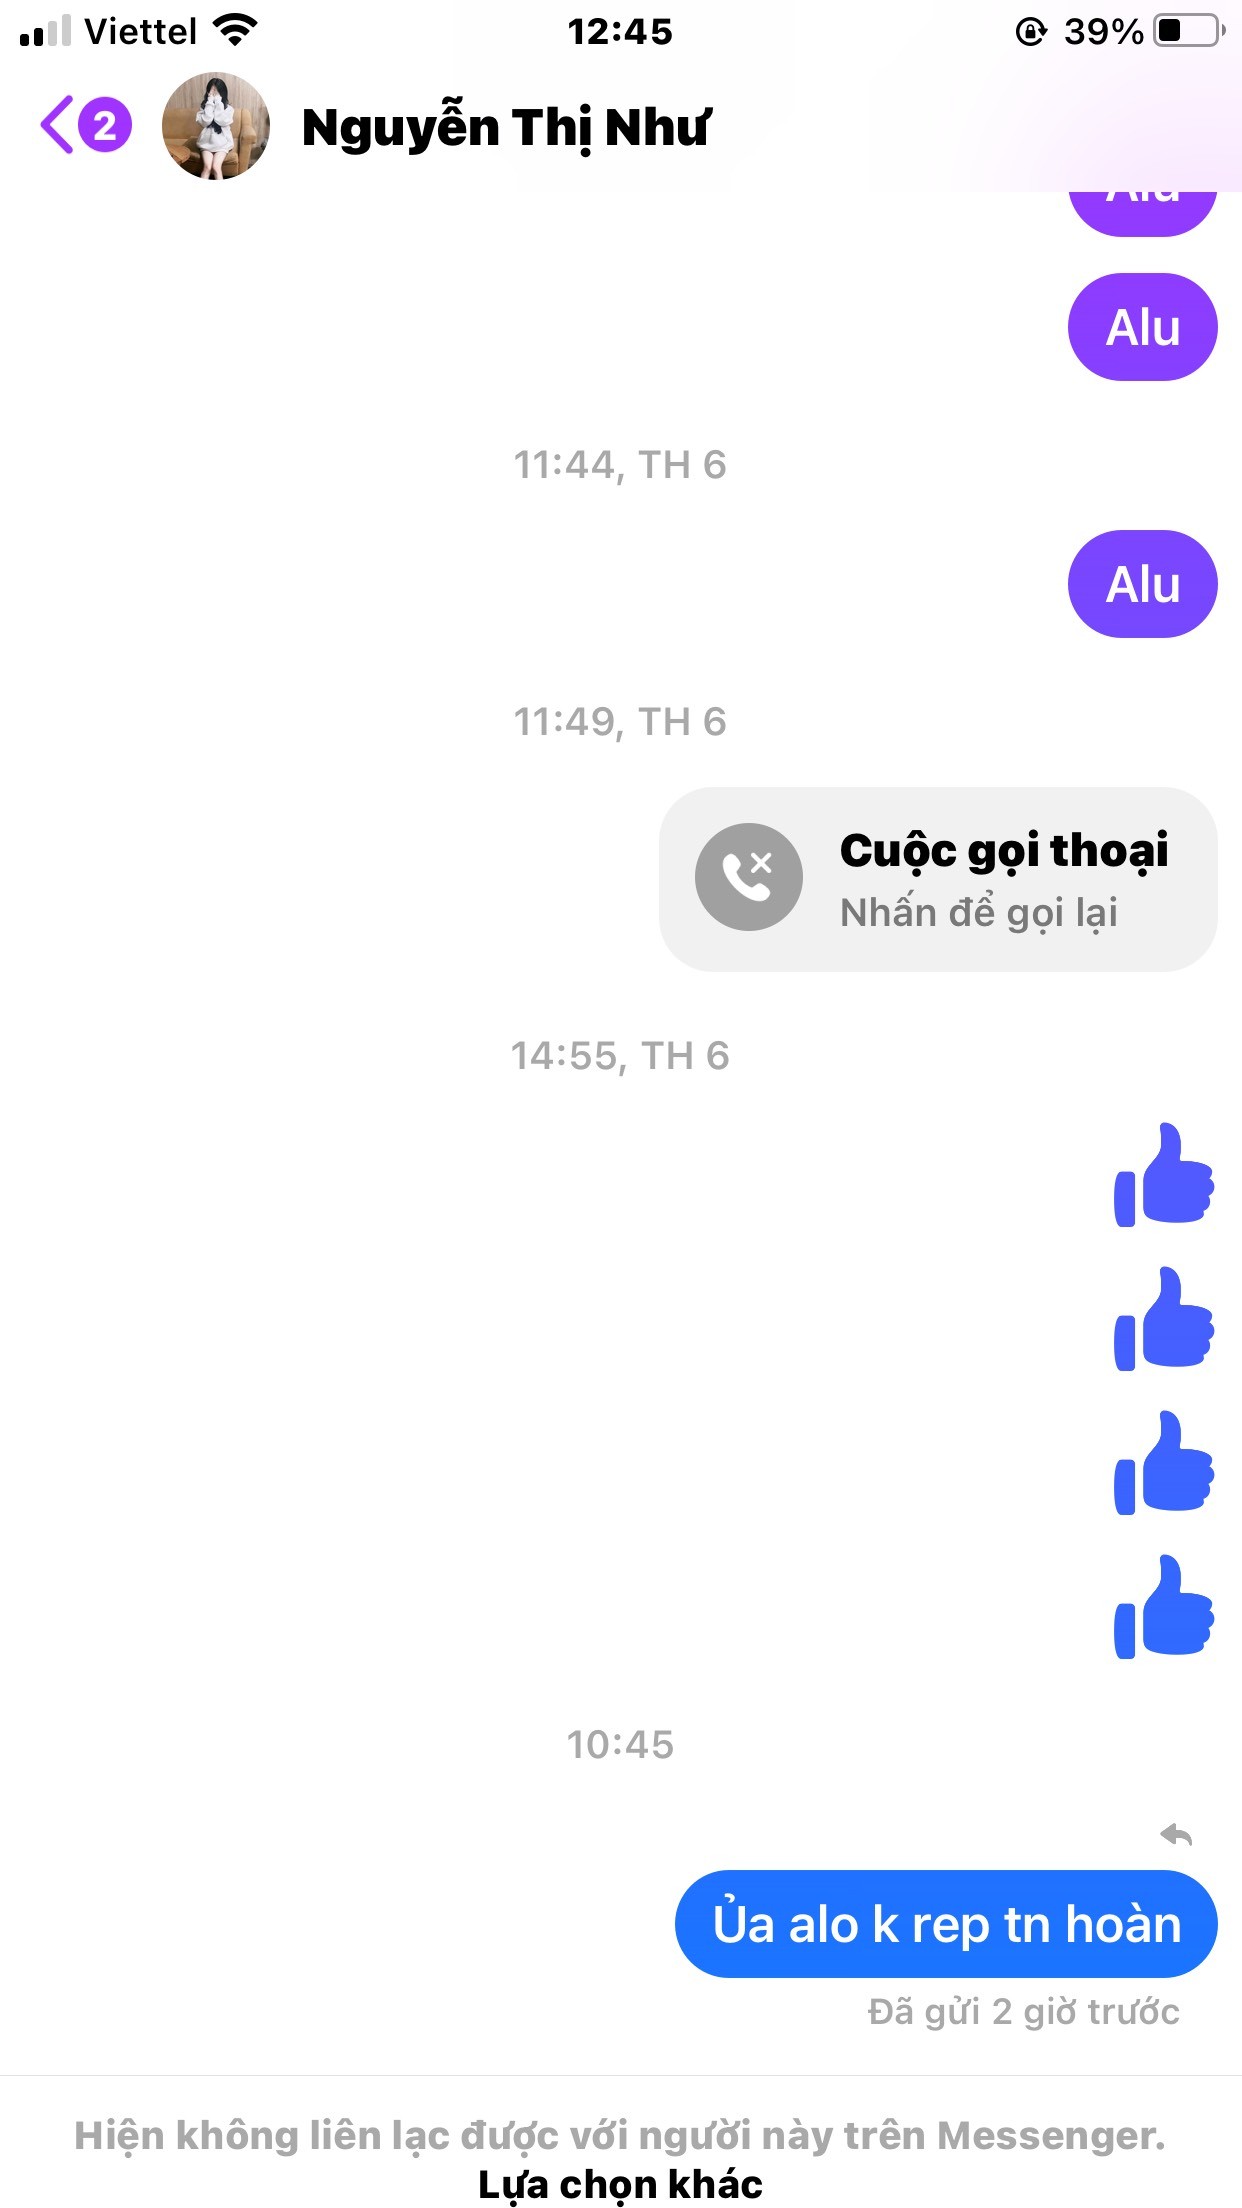 Viettel
12:45
39%
2
Nguyễn Thị Như
Alu
Alu
11:44, TH 6
Alu
11:49, TH 6
Cuộc gọi thoại
Nhấn để gọi lại
14:55, TH 6
10:45
Ủa alo k rep tn hoàn
Đã gửi 2 giờ trước
Hiện không liên lạc được với người này trên Messenger.
Lựa chọn khác